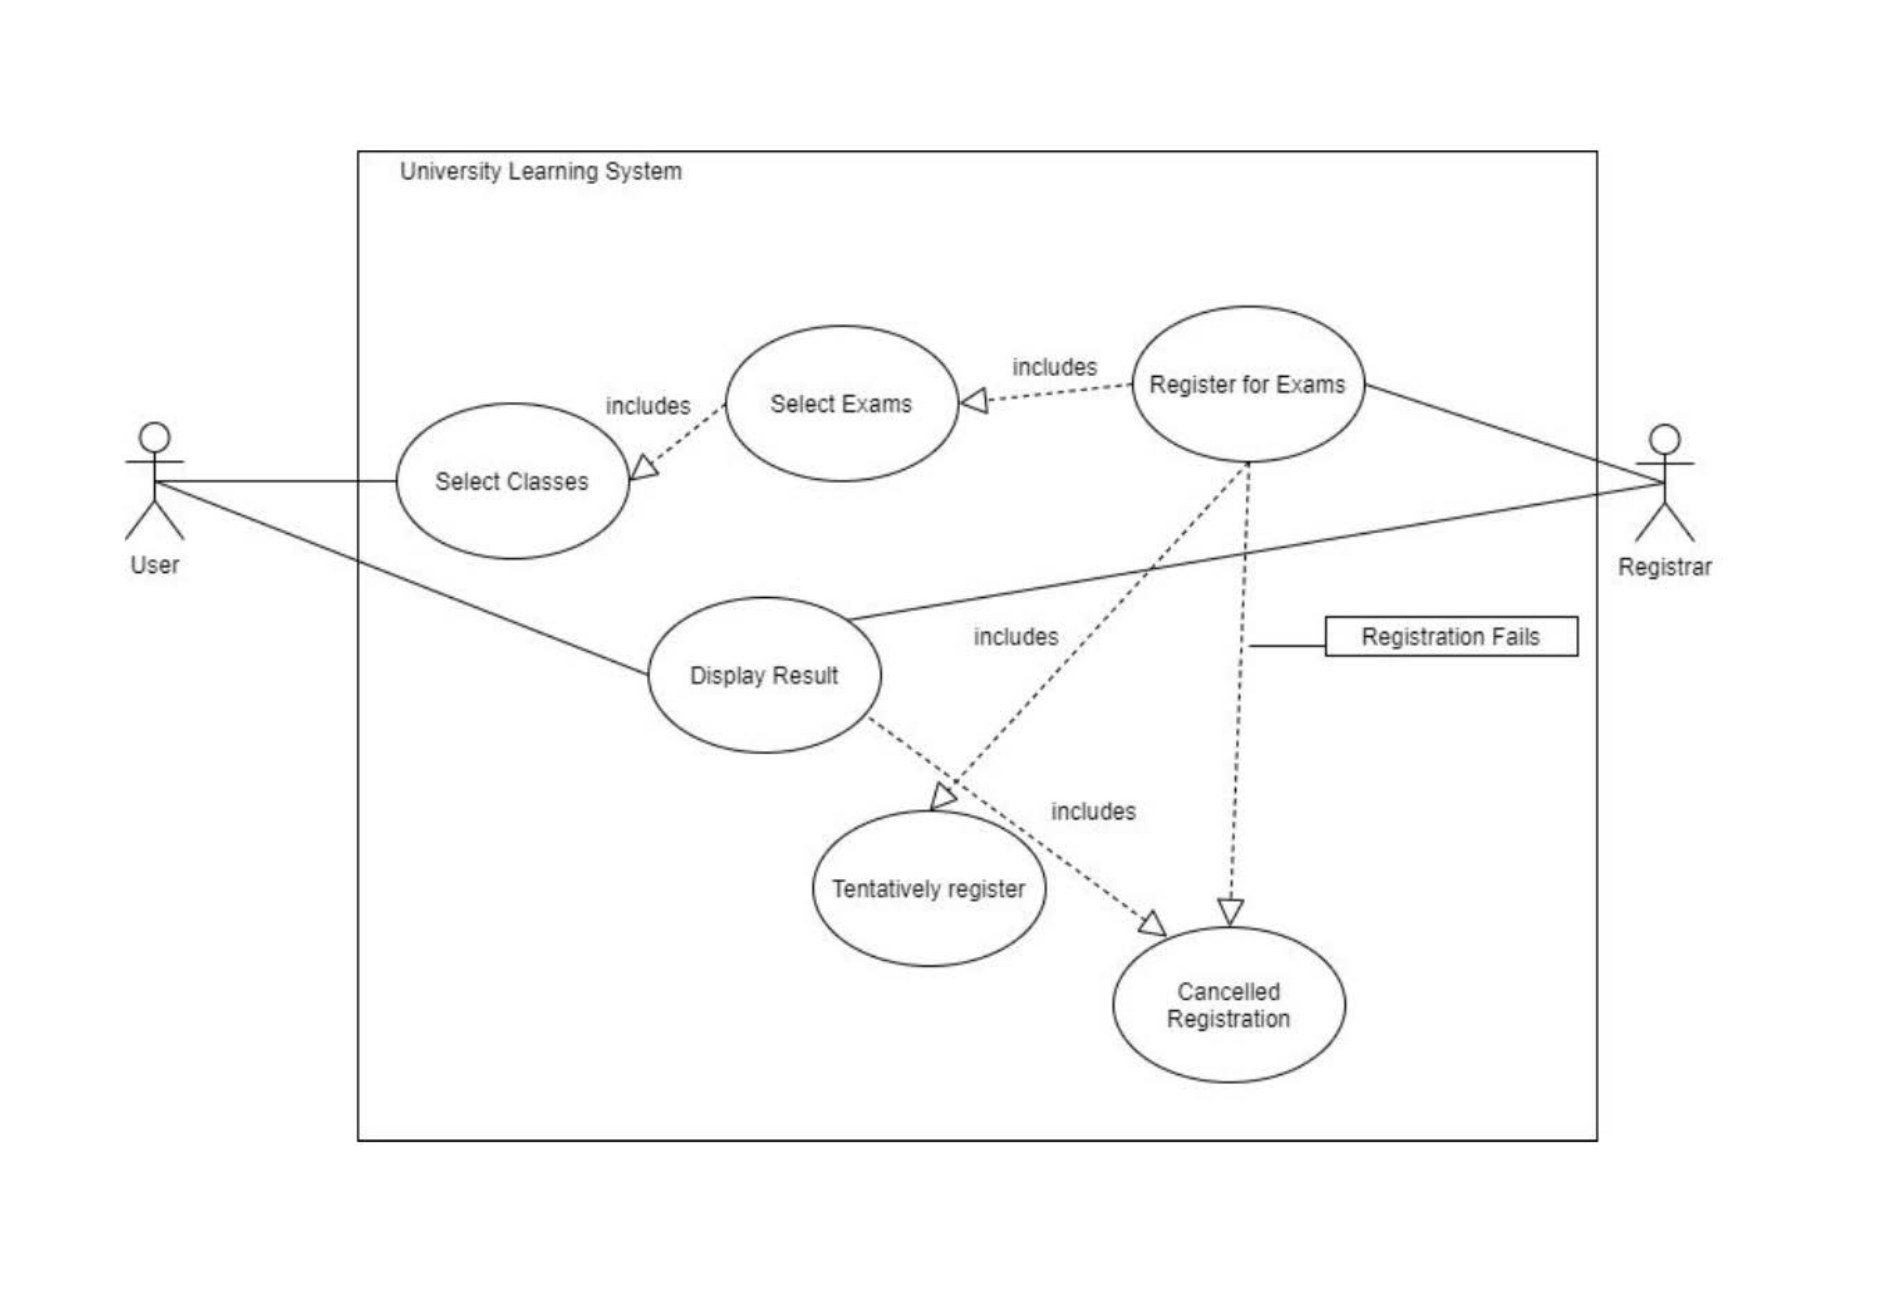 University Learning System
includes
Register for Exams
Select Exams
includes
Select Classes
User
Registrar
includes
Registration Fails
Display Result
includes
Tentatively register
Cancelled
Registration